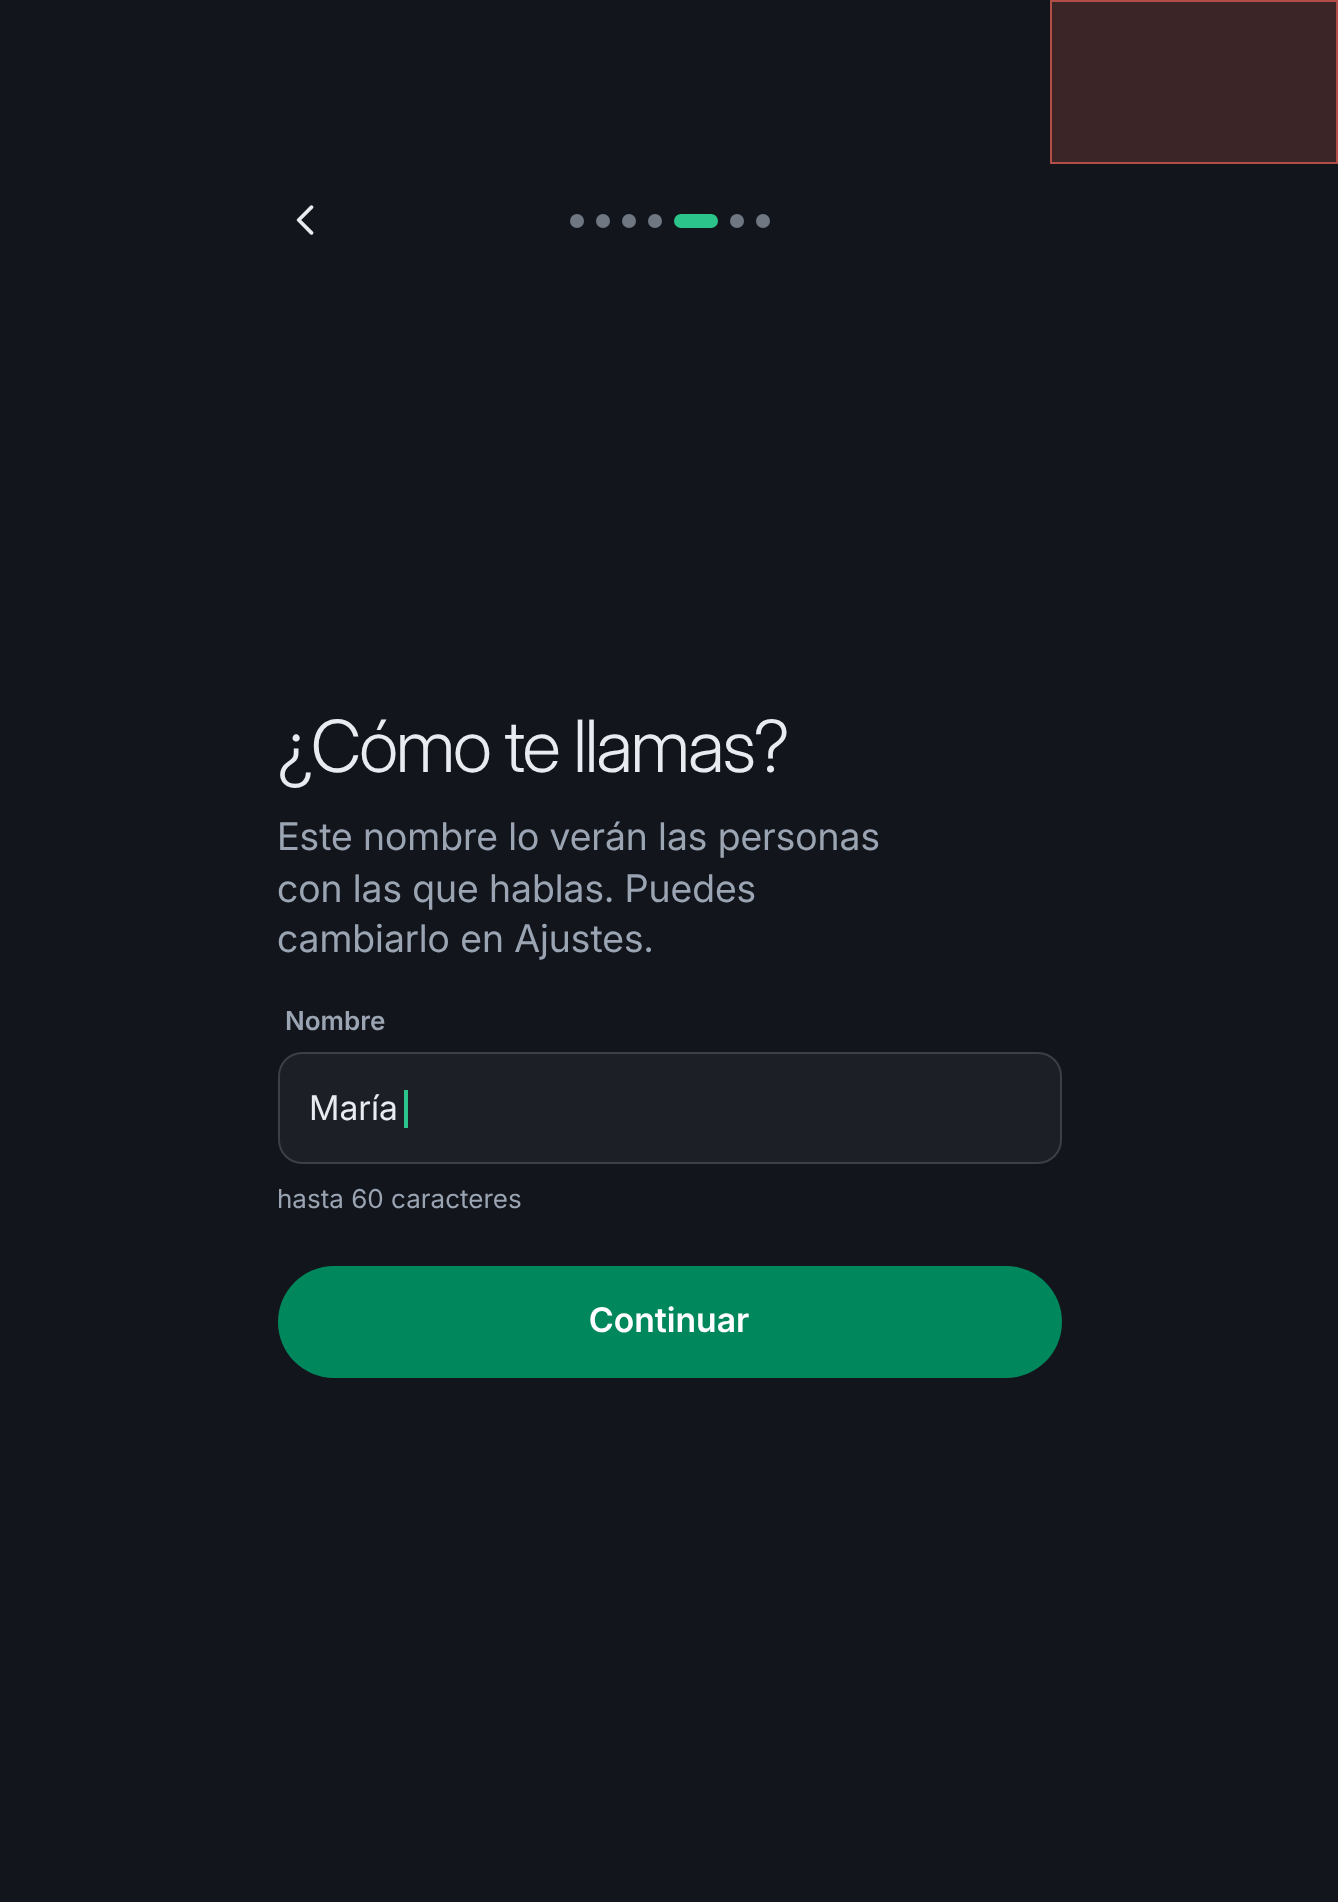 ¿Cómo te llamas?
Este nombre lo verán las personas
con las que hablas. Puedes
cambiarlo en Ajustes.
Nombre
María
hasta 60 caracteres
Continuar